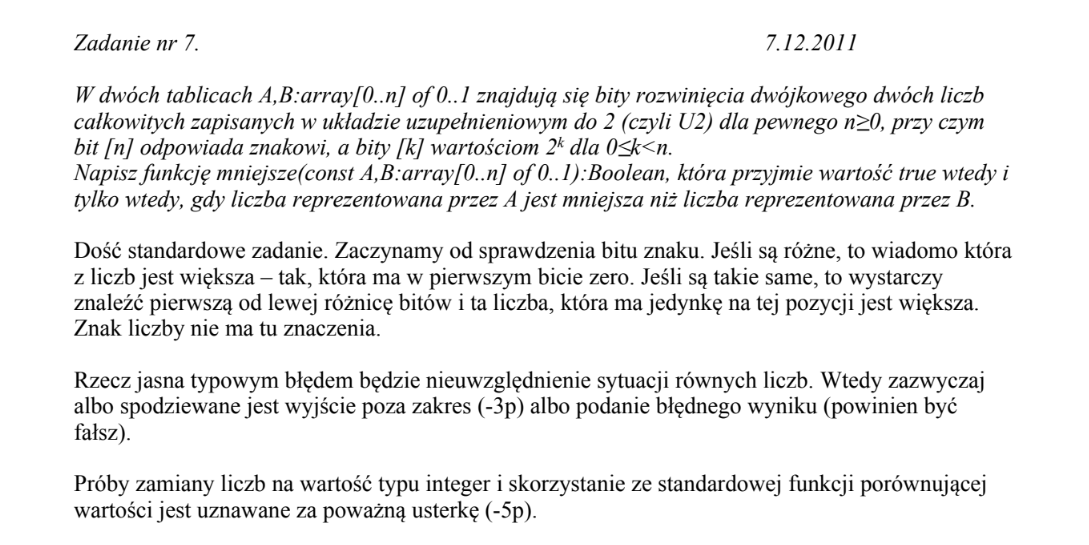 Zadanie nr 7. 7.12.2011
W dwóch tablicach A,B:array[0..n] of 0..1 znajdują się bity rozwinięcia dwójkowego dwóch liczb
całkowitych zapisanych w układzie uzupełnieniowym do 2 (czyli U2) dla pewnego n≥0, przy czym
bit [n] odpowiada znakowi, a bity [k] wartościom 2ᵏ dla 0≤k<n.
Napisz funkcję mniejsze(const A,B:array[0..n] of 0..1):Boolean, która przyjmie wartość true wtedy i
tylko wtedy, gdy liczba reprezentowana przez A jest mniejsza niż liczba reprezentowana przez B.
Dość standardowe zadanie. Zaczynamy od sprawdzenia bitu znaku. Jeśli są różne, to wiadomo która
z liczb jest większa – tak, która ma w pierwszym bicie zero. Jeśli są takie same, to wystarczy
znaleźć pierwszą od lewej różnicę bitów i ta liczba, która ma jedynkę na tej pozycji jest większa.
Znak liczby nie ma tu znaczenia.
Rzecz jasna typowym błędem będzie nieuwzględnienie sytuacji równych liczb. Wtedy zazwyczaj
albo spodziewane jest wyjście poza zakres (-3p) albo podanie błędnego wyniku (powinien być
fałsz).
Próby zamiany liczb na wartość typu integer i skorzystanie ze standardowej funkcji porównującej
wartości jest uznawane za poważną usterkę (-5p).